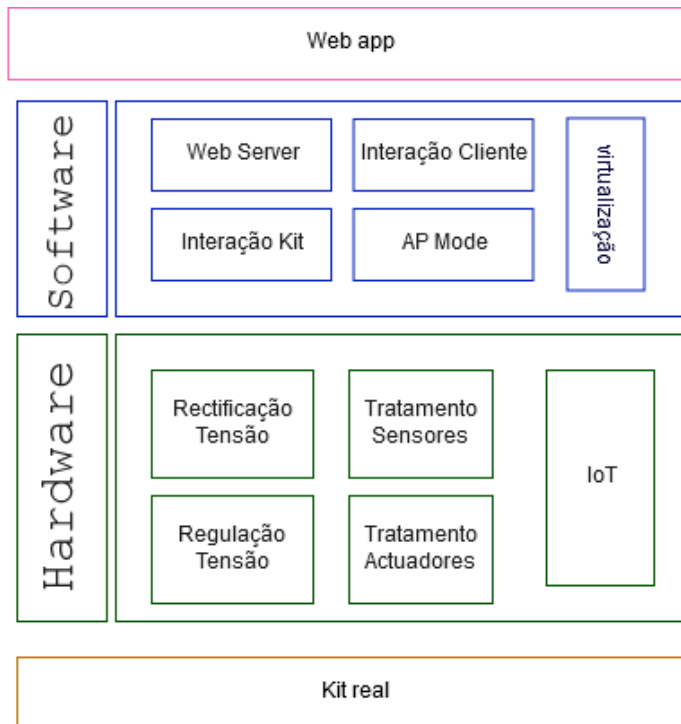 Web app
Software
Web Server
Interação Cliente
virtualização
Interação Kit
AP Mode
Hardware
Rectificação
Tensão
Tratamento
Sensores
IoT
Regulação
Tensão
Tratamento
Actuadores
Kit real